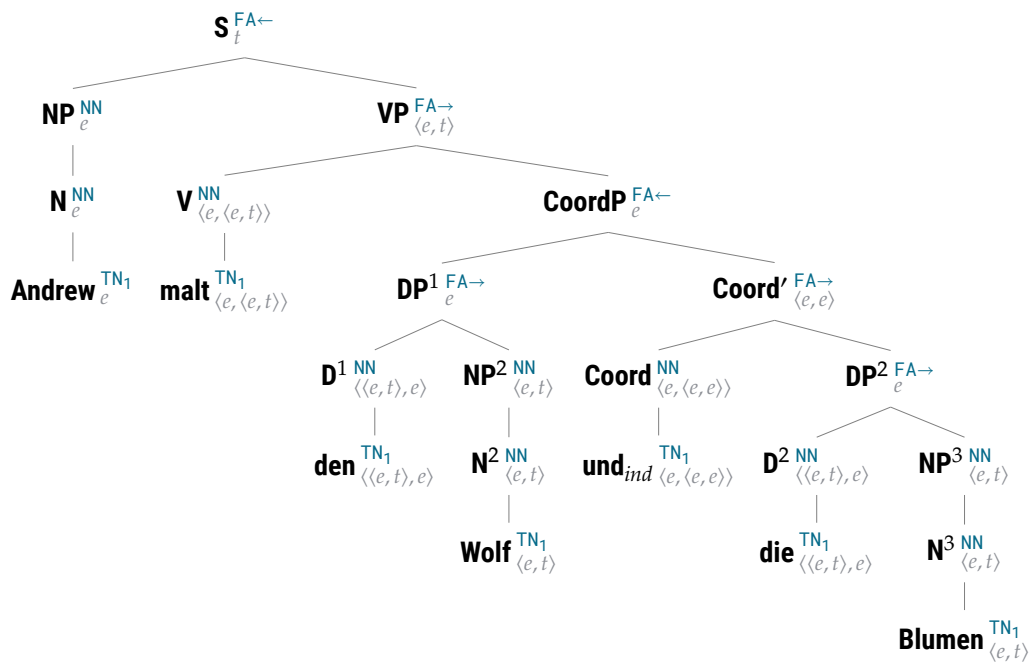 S FA← t
NP NN e VP FA→ ⟨e, t⟩
N NN e V NN ⟨e, ⟨e, t⟩⟩ CoordP FA← e
Andrew TN₁ e malt TN₁ ⟨e, ⟨e, t⟩⟩ DP¹ FA→ e Coord′ FA→ ⟨e, e⟩
D¹ NN ⟨⟨e, t⟩, e⟩ NP² NN ⟨e, t⟩ Coord NN ⟨e, ⟨e, e⟩⟩ DP² FA→ e
den TN₁ ⟨⟨e, t⟩, e⟩ N² NN ⟨e, t⟩ und ind TN₁ ⟨e, ⟨e, e⟩⟩ D² NN ⟨⟨e, t⟩, e⟩ NP³ NN ⟨e, t⟩
Wolf TN₁ ⟨e, t⟩ die TN₁ ⟨⟨e, t⟩, e⟩ N³ NN ⟨e, t⟩
Blumen TN₁ ⟨e, t⟩